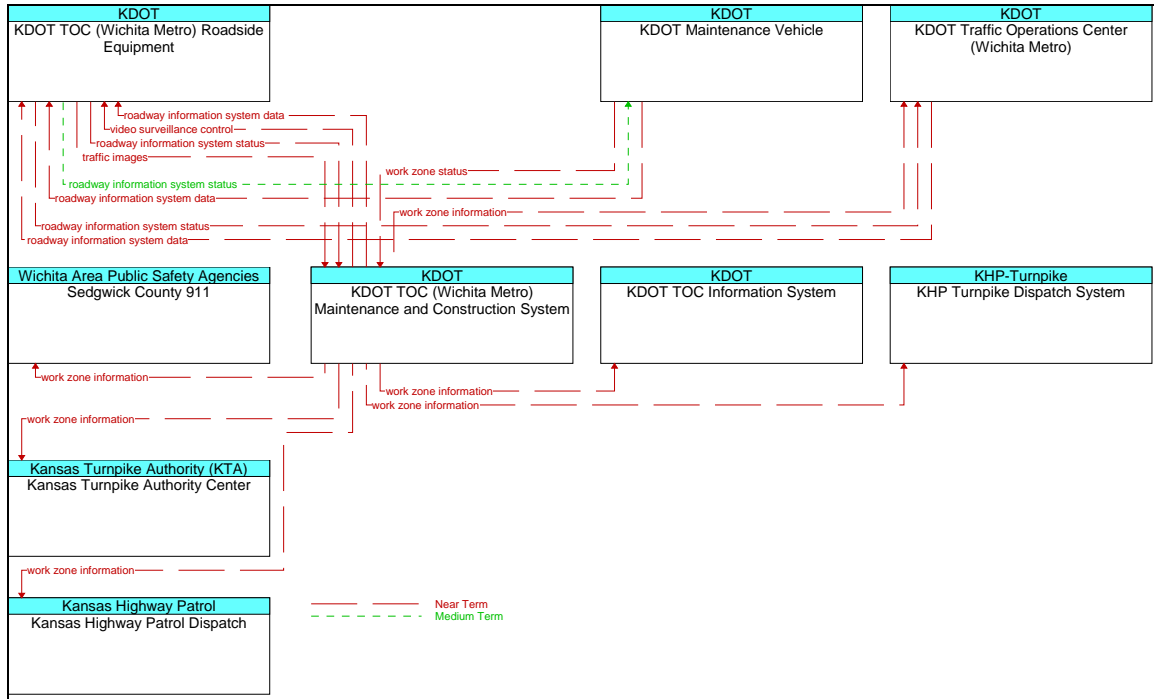 KDOT
KDOT TOC (Wichita Metro) Roadside
Equipment
KDOT
KDOT Maintenance Vehicle
KDOT
KDOT Traffic Operations Center
(Wichita Metro)
roadway information system data
video surveillance control
roadway information system status
traffic images
work zone status
roadway information system status
roadway information system data
work zone information
roadway information system status
roadway information system data
Wichita Area Public Safety Agencies
Sedgwick County 911
KDOT
KDOT TOC (Wichita Metro)
Maintenance and Construction System
KDOT
KDOT TOC Information System
KHP-Turnpike
KHP Turnpike Dispatch System
work zone information
work zone information
work zone information
work zone information
Kansas Turnpike Authority (KTA)
Kansas Turnpike Authority Center
work zone information
Kansas Highway Patrol
Kansas Highway Patrol Dispatch
Near Term
Medium Term